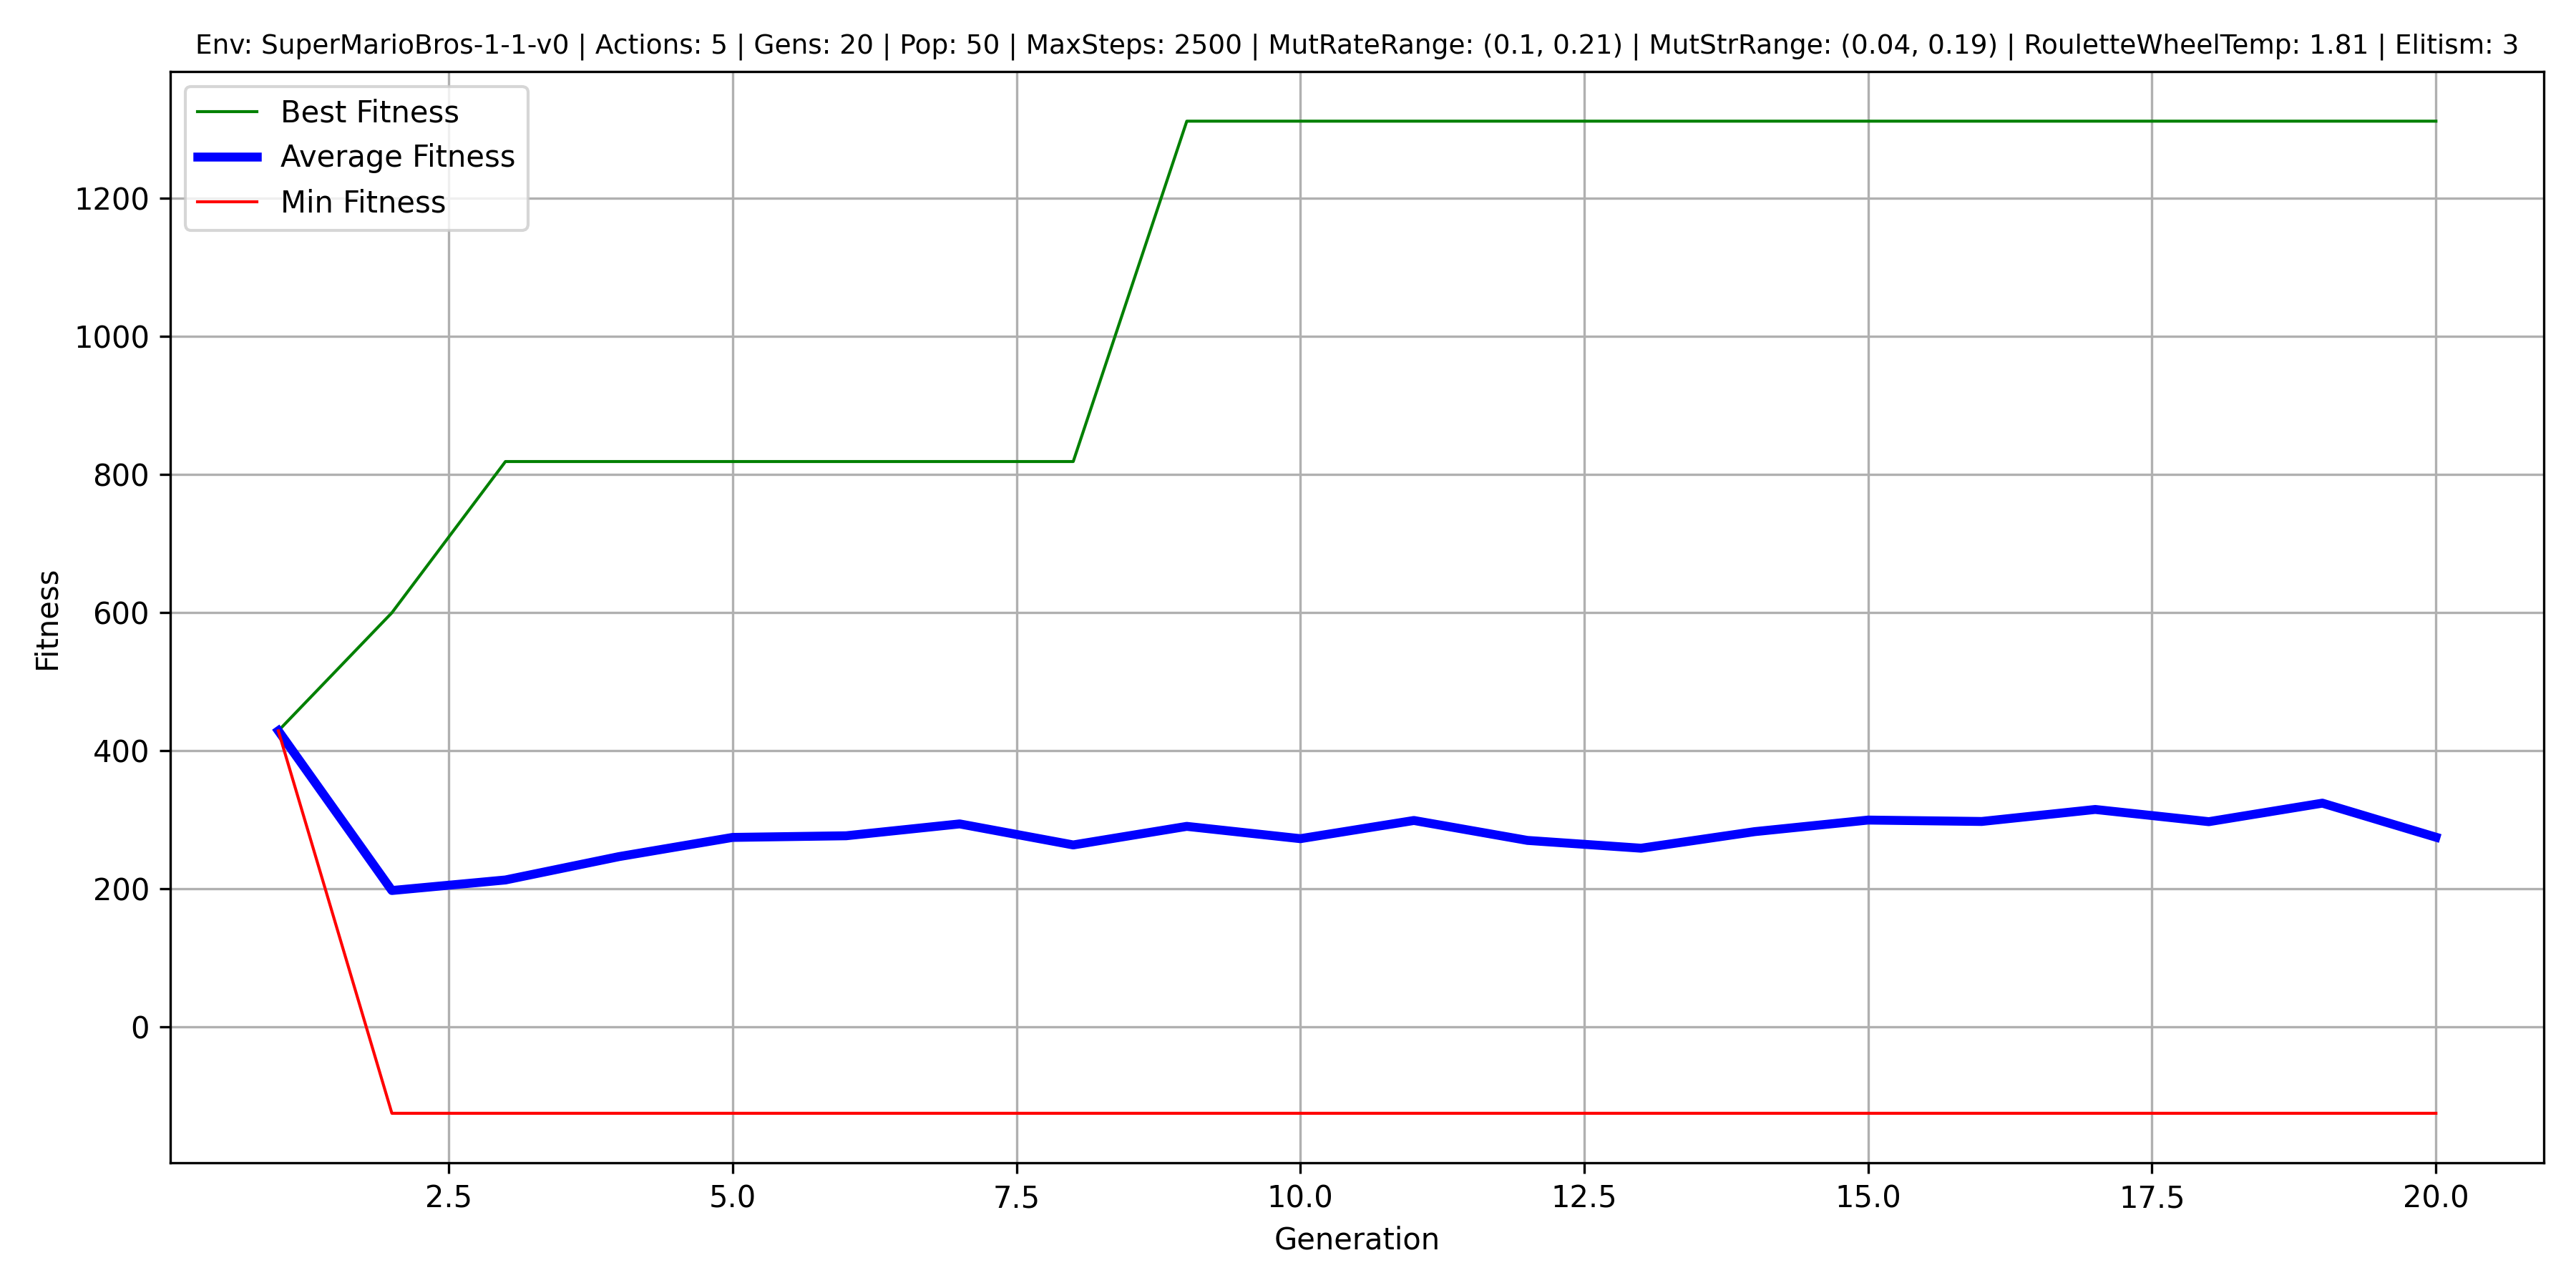 Env: SuperMarioBros-1-1-v0 | Actions: 5 | Gens: 20 | Pop: 50 | MaxSteps: 2500 | MutRateRange: (0.1, 0.21) | MutStrRange: (0.04, 0.19) | RouletteWheelTemp: 1.81 | Elitism: 3
Best Fitness
Average Fitness
Min Fitness
1200
1000
800
600
400
200
0
Fitness
2.5 5.0 7.5 10.0 12.5 15.0 17.5 20.0
Generation